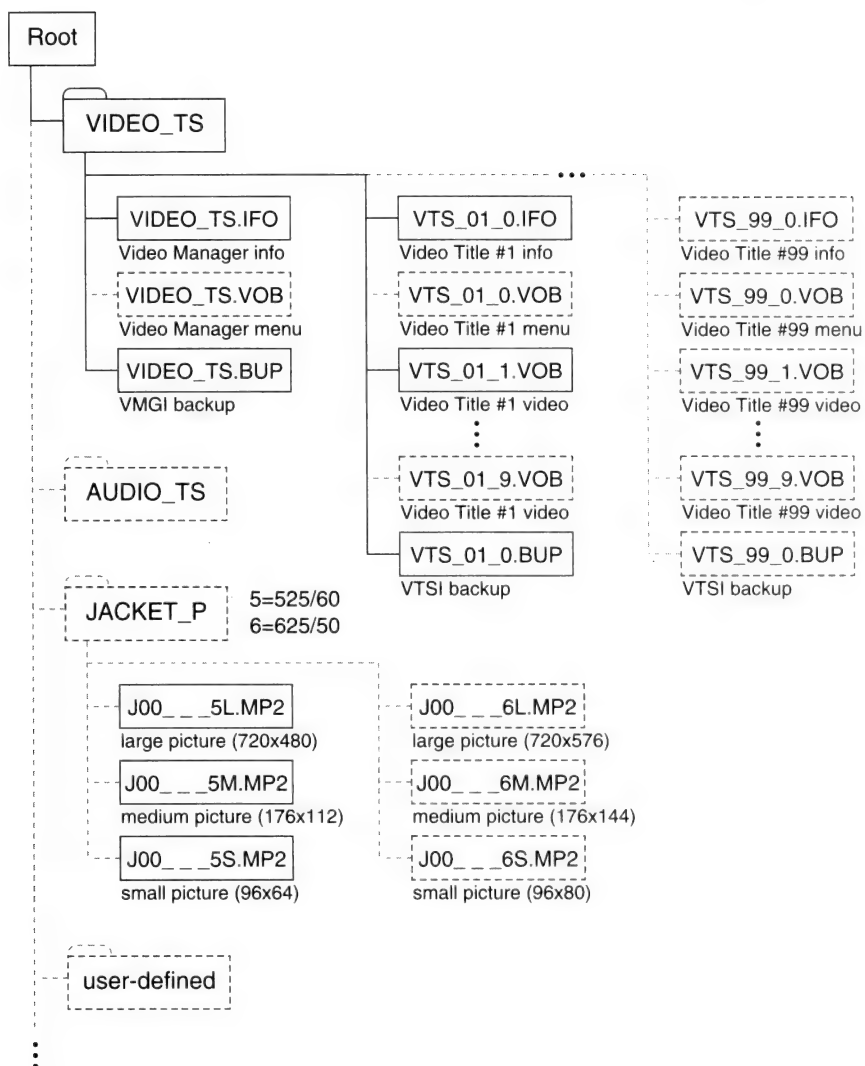 Root
VIDEO_TS
VIDEO_TS.IFO
Video Manager info
VIDEO_TS.VOB
Video Manager menu
VIDEO_TS.BUP
VMGI backup
VTS_01_0.IFO
Video Title #1 info
VTS_01_0.VOB
Video Title #1 menu
VTS_01_1.VOB
Video Title #1 video
VTS_01_9.VOB
Video Title #1 video
VTS_01_0.BUP
VTSI backup
VTS_99_0.IFO
Video Title #99 info
VTS_99_0.VOB
Video Title #99 menu
VTS_99_1.VOB
Video Title #99 video
VTS_99_9.VOB
Video Title #99 video
VTS_99_0.BUP
VTSI backup
AUDIO_TS
JACKET_P
5=525/60
6=625/50
J00_ _ _5L.MP2
large picture (720x480)
J00_ _ _5M.MP2
medium picture (176x112)
J00_ _ _5S.MP2
small picture (96x64)
J00_ _ _6L.MP2
large picture (720x576)
J00_ _ _6M.MP2
medium picture (176x144)
J00_ _ _6S.MP2
small picture (96x80)
user-defined